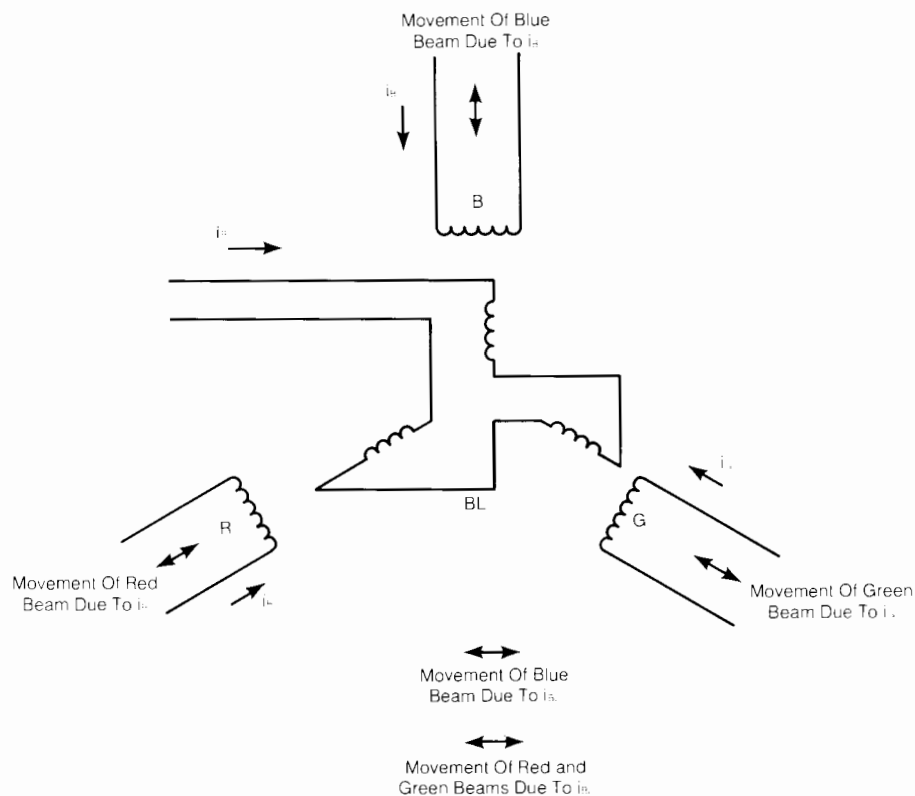 Movement Of Blue
Beam Due To
B
BL
R
G
Movement Of Red
Beam Due To
Movement Of Green
Beam Due To
Movement Of Blue
Beam Due To
Movement Of Red and
Green Beams Due To